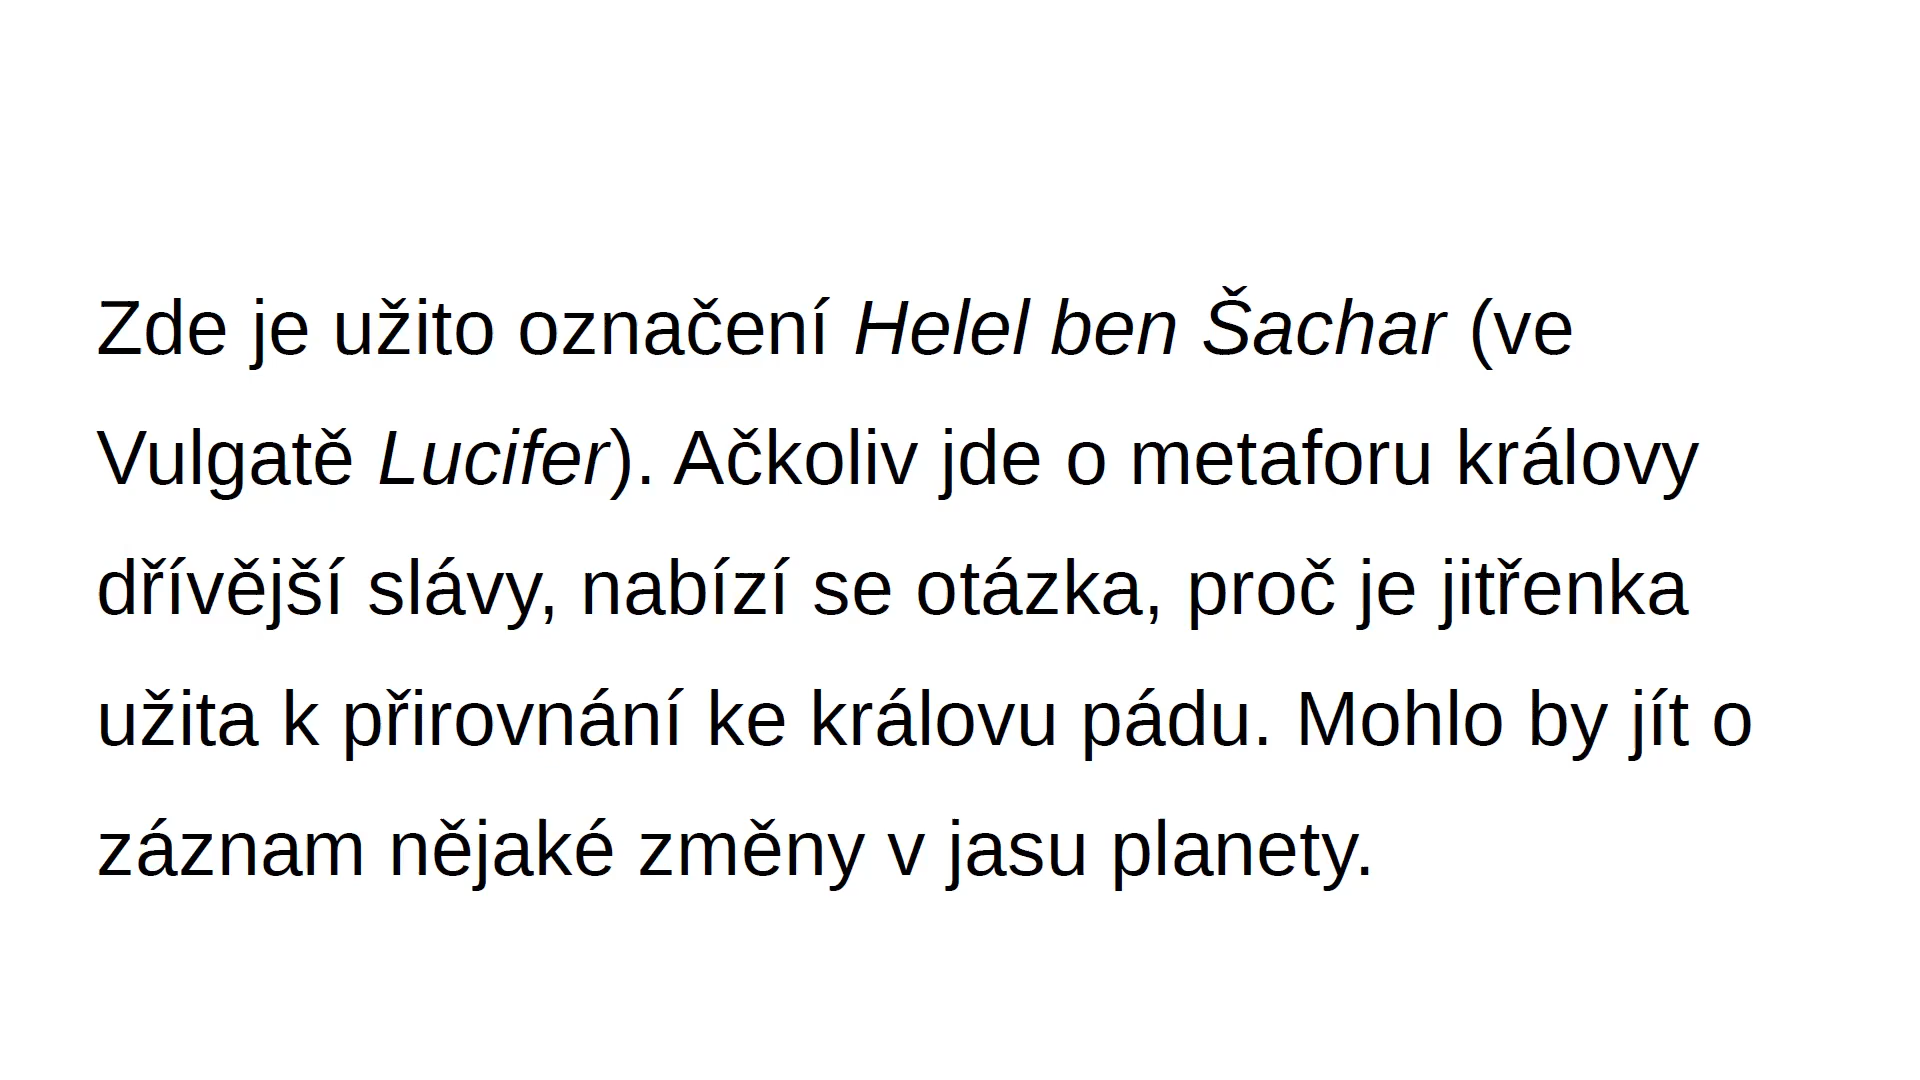 Zde je užito označení Helel ben Šachar (ve
Vulgatě Lucifer). Ačkoliv jde o metaforu královy
dřívější slávy, nabízí se otázka, proč je jitřenka
užita k přirovnání ke královu pádu. Mohlo by jít o
záznam nějaké změny v jasu planety.